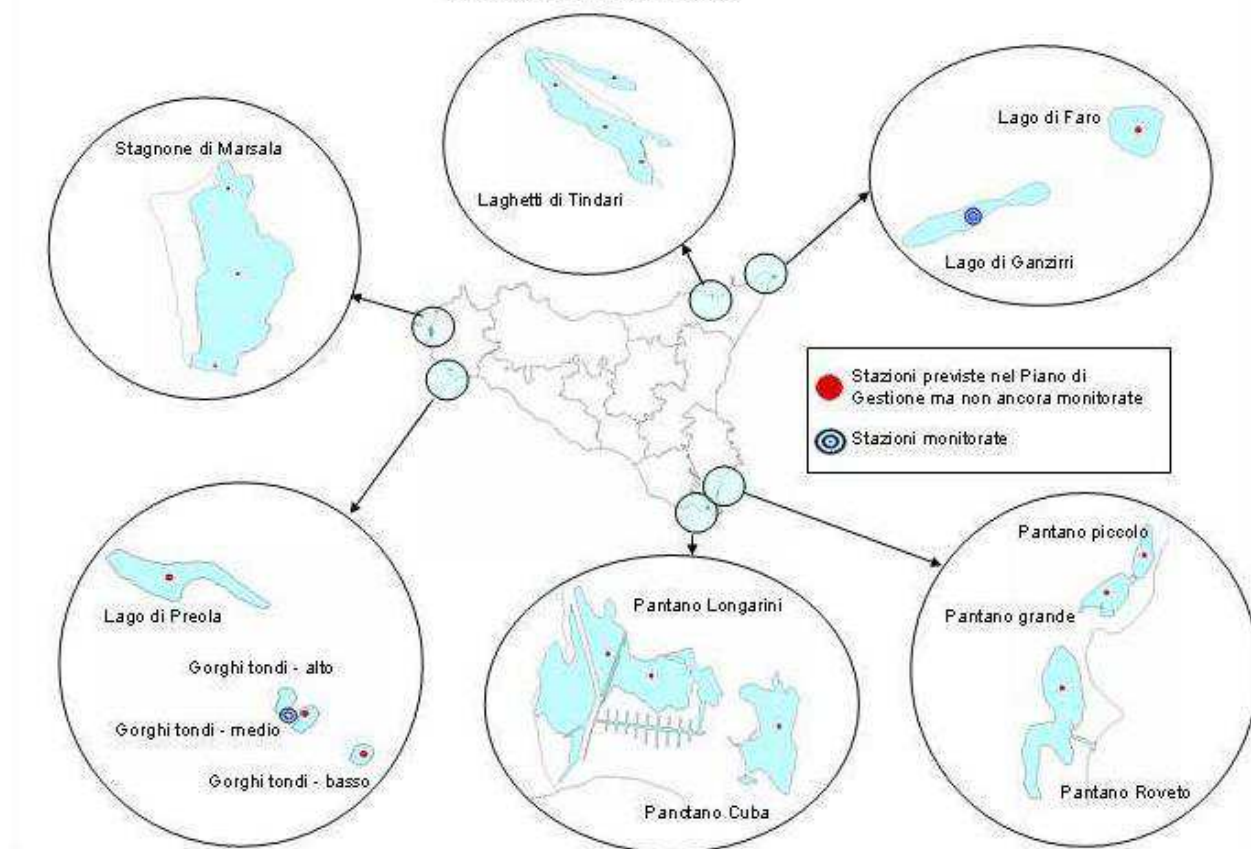 Stagnone di Marsala
Laghetti di Tindari
Lago di Faro
Lago di Ganzirri
Stazioni previste nel Piano di
Gestione ma non ancora monitorate
Stazioni monitorate
Lago di Preola
Gorghi tondi - alto
Gorghi tondi - medio
Gorghi tondi - basso
Pantano Longarini
Panctano Cuba
Pantano piccolo
Pantano grande
Pantano Roveto